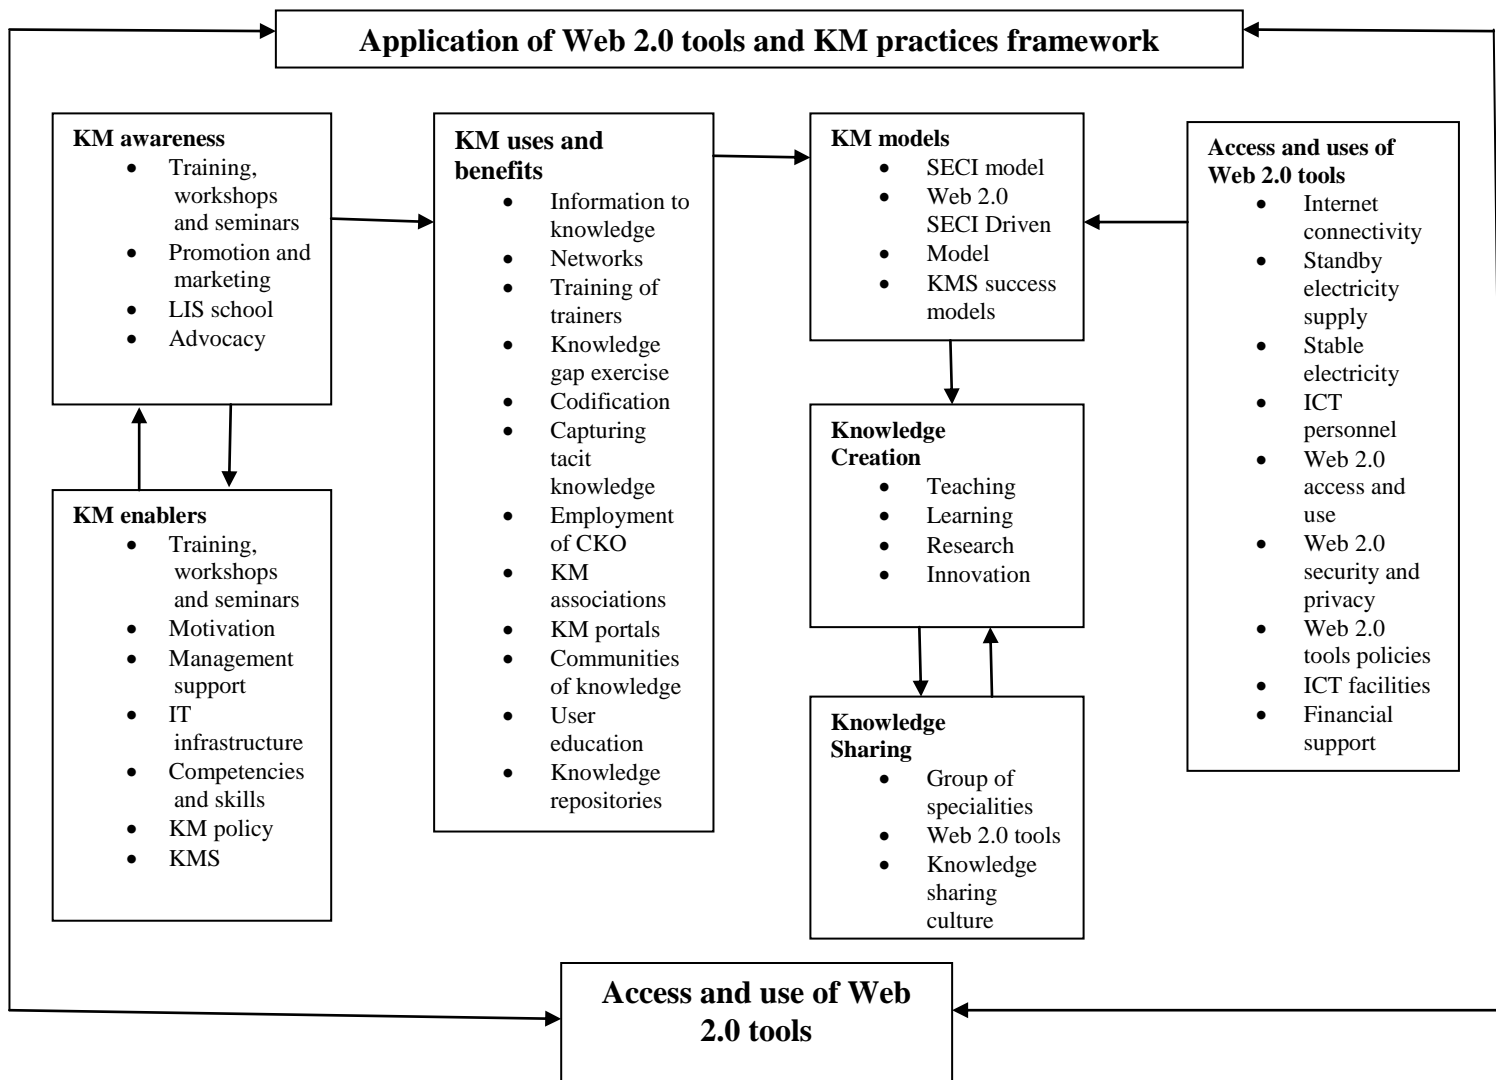 Application of Web 2.0 tools and KM practices framework
KM awareness
• Training,
workshops
and seminars
• Promotion and
marketing
• LIS school
• Advocacy
KM enablers
• Training,
workshops
and seminars
• Motivation
• Management
support
• IT
infrastructure
• Competencies
and skills
• KM policy
• KMS
KM uses and
benefits
• Information to
knowledge
• Networks
• Training of
trainers
• Knowledge
gap exercise
• Codification
• Capturing
tacit
knowledge
• Employment
of CKO
• KM
associations
• KM portals
• Communities
of knowledge
• User
education
• Knowledge
repositories
KM models
• SECI model
• Web 2.0
SECI Driven
• Model
• KMS success
models
Knowledge
Creation
• Teaching
• Learning
• Research
• Innovation
Knowledge
Sharing
• Group of
specialities
• Web 2.0 tools
• Knowledge
sharing
culture
Access and uses of
Web 2.0 tools
• Internet
connectivity
• Standby
electricity
supply
• Stable
electricity
• ICT
personnel
• Web 2.0
access and
use
• Web 2.0
security and
privacy
• Web 2.0
tools policies
• ICT facilities
• Financial
support
Access and use of Web
2.0 tools